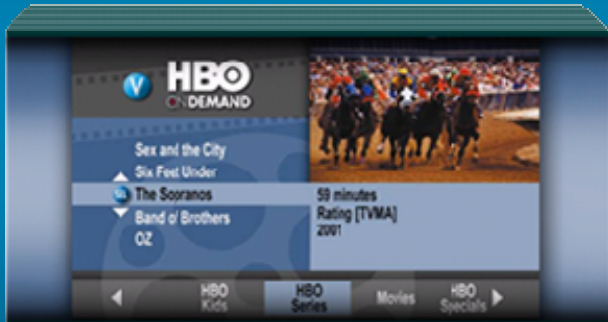 V
HBO
ON DEMAND
Sex and the City
Six Feet Under
The Sopranos
Band of Brothers
OZ
59 minutes
Rating [TVMA]
2001
HBO
Kids
HBO
Series
Movies
HBO
Specials